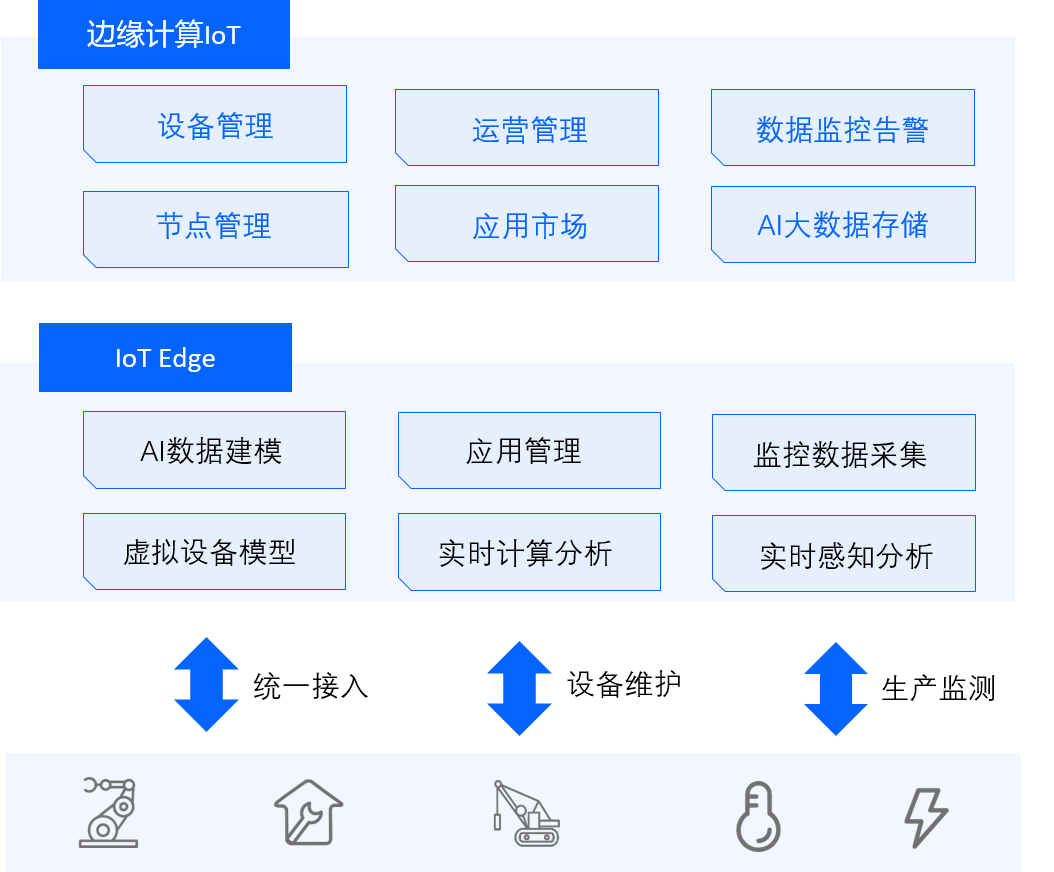 边缘计算IoT
设备管理
运营管理
数据监控告警
节点管理
应用市场
AI大数据存储
IoT Edge
AI数据建模
应用管理
监控数据采集
虚拟设备模型
实时计算分析
实时感知分析
统一接入
设备维护
生产监测